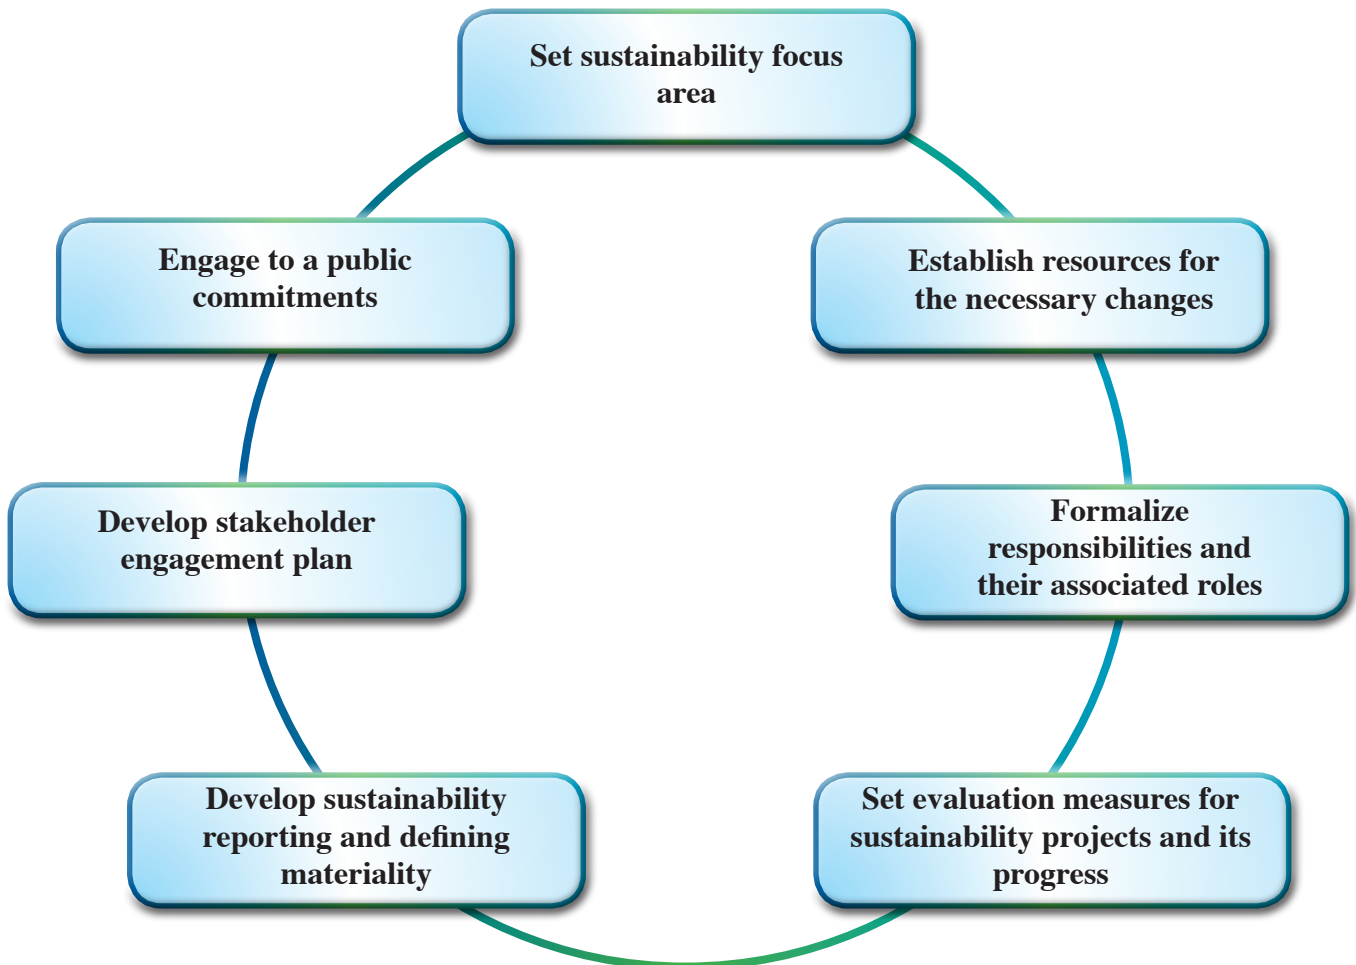 Set sustainability focus
area
Engage to a public
commitments
Establish resources for
the necessary changes
Develop stakeholder
engagement plan
Formalize
responsibilities and
their associated roles
Develop sustainability
reporting and defining
materiality
Set evaluation measures for
sustainability projects and its
progress